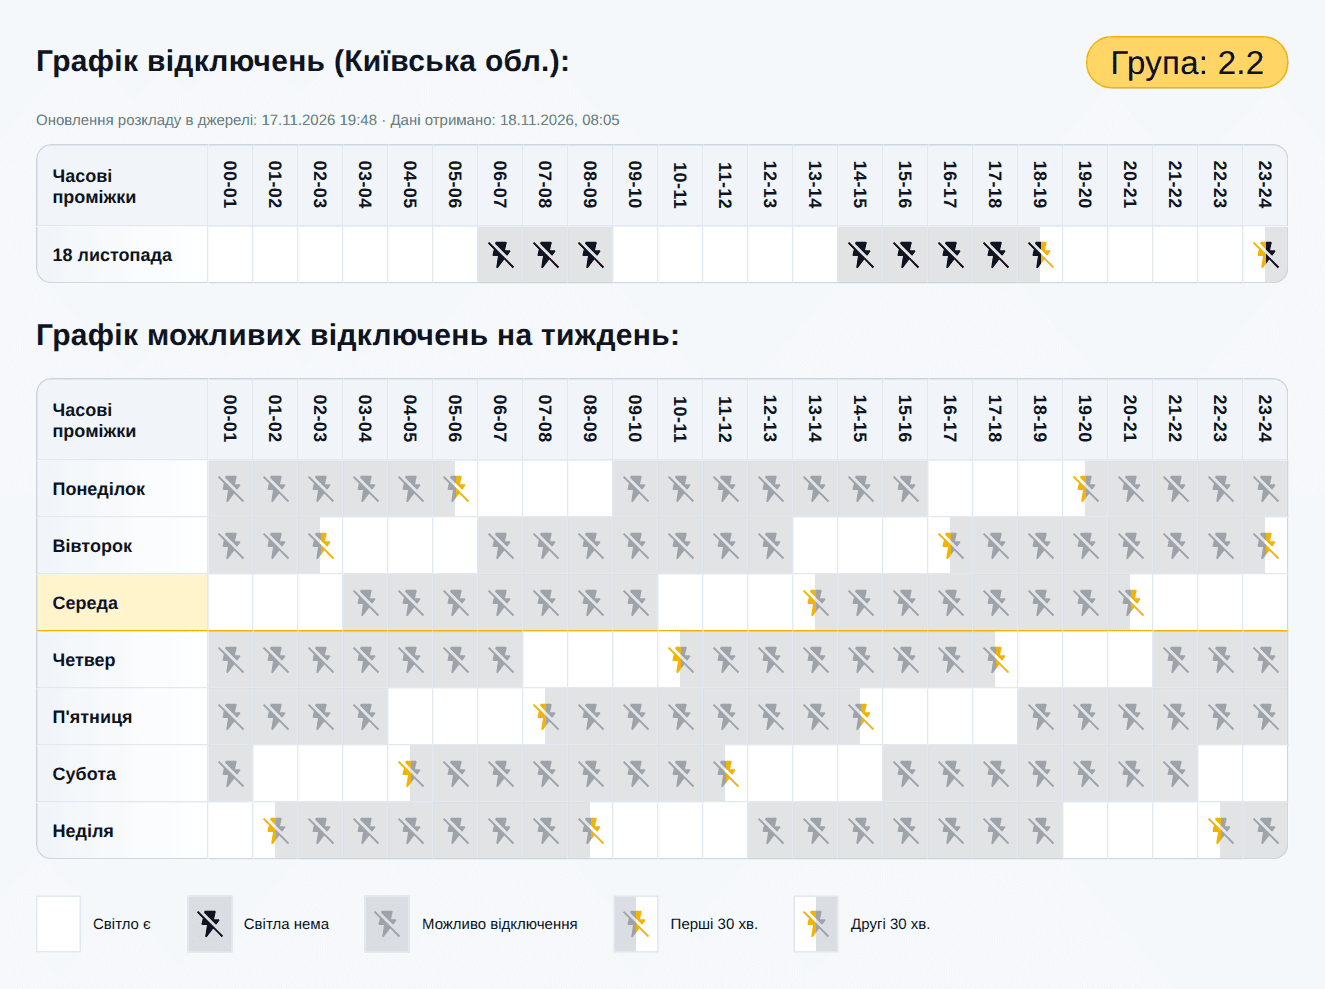 Графік відключень (Київська обл.):
Група: 2.2
Оновлення розкладу в джерелі: 17.11.2026 19:48 · Дані отримано: 18.11.2026, 08:05
Часові
проміжки
00-01
01-02
02-03
03-04
04-05
05-06
06-07
07-08
08-09
09-10
10-11
11-12
12-13
13-14
14-15
15-16
16-17
17-18
18-19
19-20
20-21
21-22
22-23
23-24
18 листопада
Графік можливих відключень на тиждень:
Часові
проміжки
00-01
01-02
02-03
03-04
04-05
05-06
06-07
07-08
08-09
09-10
10-11
11-12
12-13
13-14
14-15
15-16
16-17
17-18
18-19
19-20
20-21
21-22
22-23
23-24
Понеділок
Вівторок
Середа
Четвер
П'ятниця
Субота
Неділя
Світло є
Світла нема
Можливо відключення
Перші 30 хв.
Другі 30 хв.